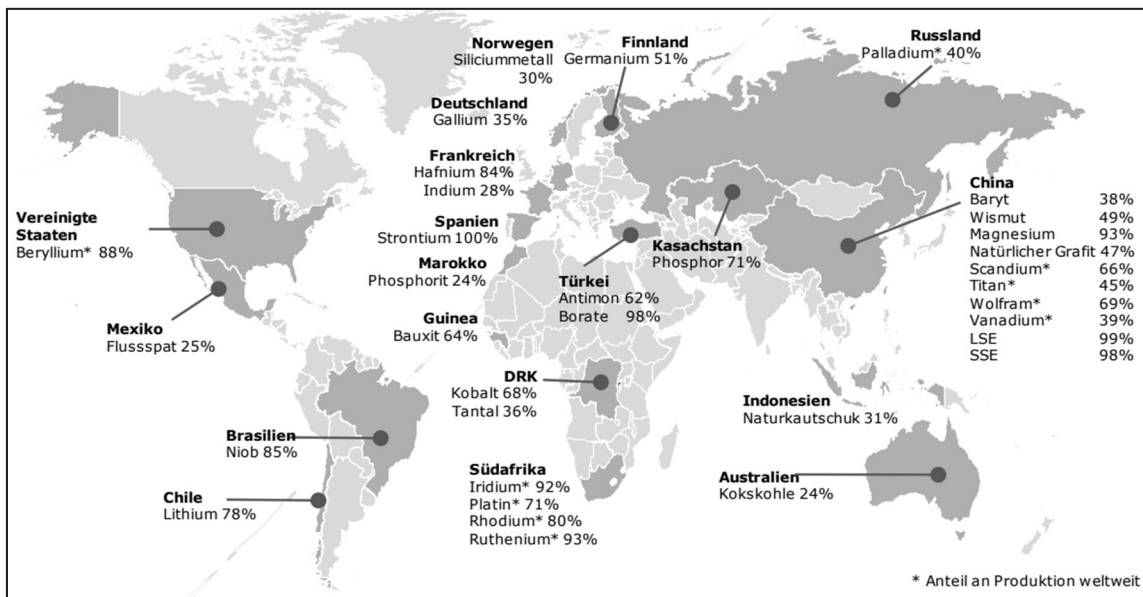 Norwegen
Siliciummetall
30%
Finnland
Germanium 51%
Russland
Palladium* 40%
Deutschland
Gallium 35%
Frankreich
Hafnium 84%
Indium 28%
Vereinigte
Staaten
Beryllium* 88%
Spanien
Strontium 100%
Marokko
Phosphorit 24%
Türkei
Antimon 62%
Borate 98%
Kasachstan
Phosphor 71%
China
Baryt 38%
Wismut 49%
Magnesium 93%
Natürlicher Grafit 47%
Scandium* 66%
Titan* 45%
Wolfram* 69%
Vanadium* 39%
LSE 99%
SSE 98%
Mexiko
Flussspat 25%
Guinea
Bauxit 64%
DRK
Kobalt 68%
Tantal 36%
Indonesien
Naturkautschuk 31%
Brasilien
Niob 85%
Chile
Lithium 78%
Südafrika
Iridium* 92%
Platin* 71%
Rhodium* 80%
Ruthenium* 93%
Australien
Kokskohle 24%
* Anteil an Produktion weltweit